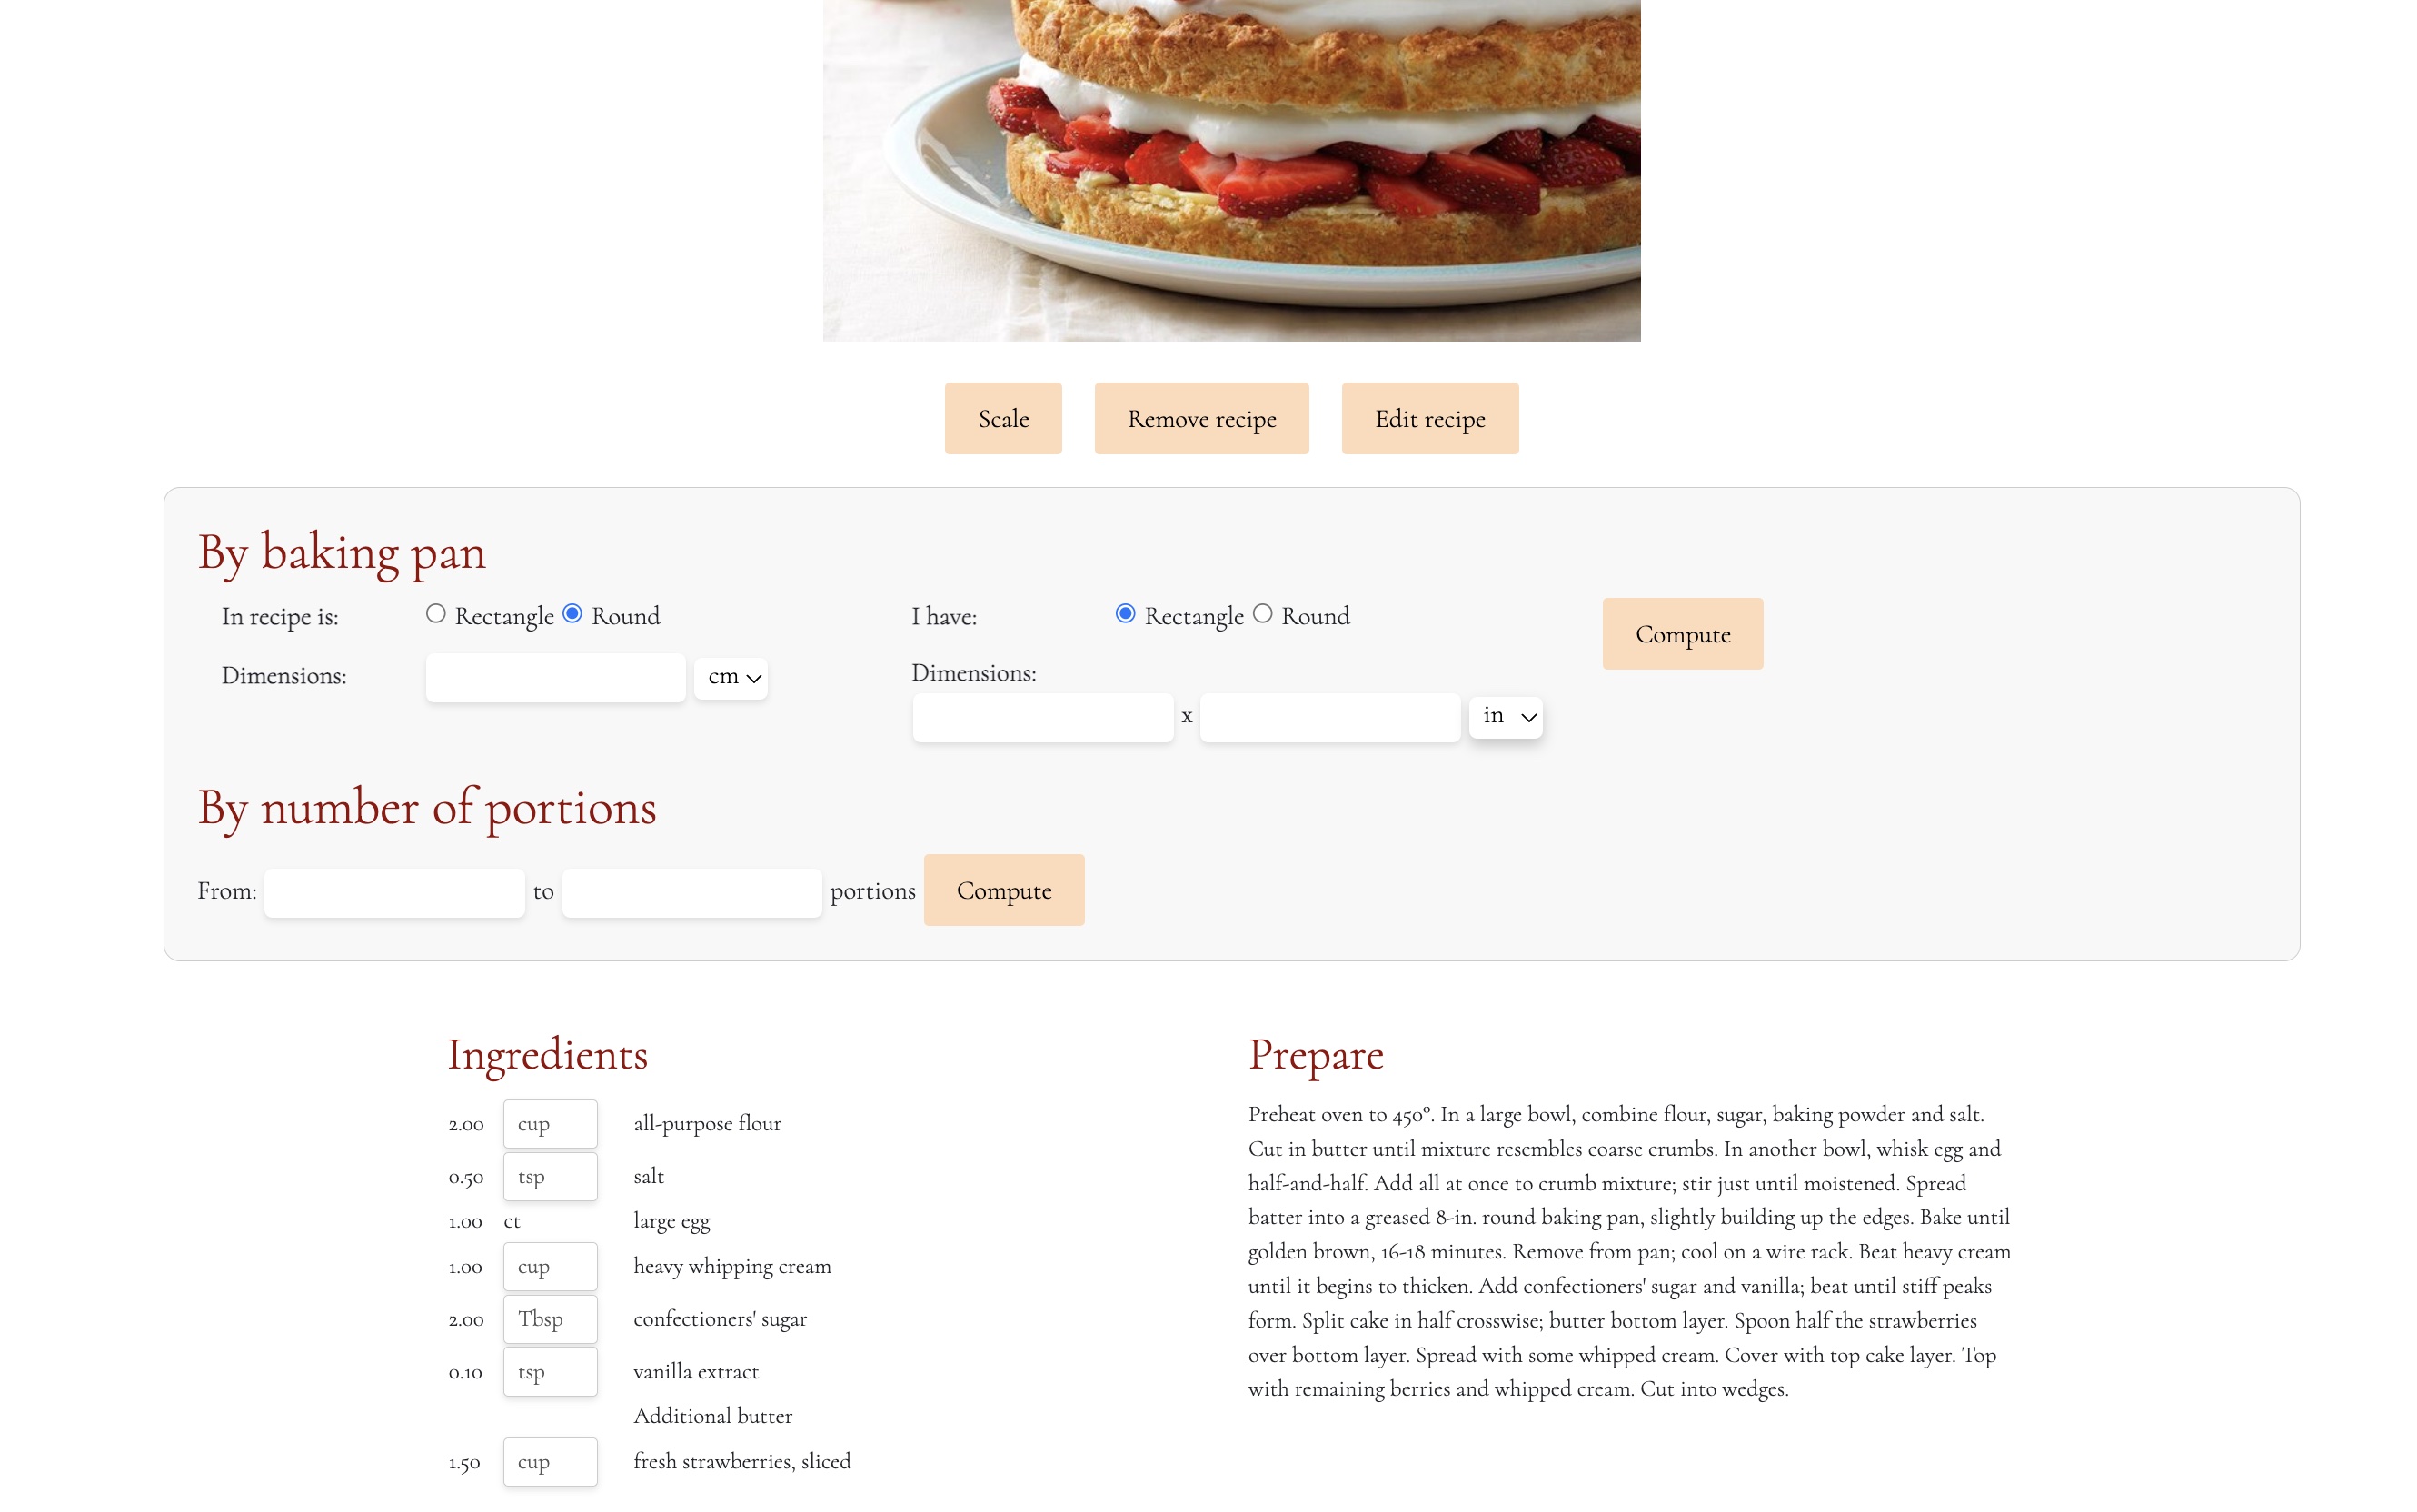 Scale Remove recipe Edit recipe
By baking pan
In recipe is: Rectangle Round I have: Rectangle Round Compute
Dimensions: cm Dimensions:
x in
By number of portions
From: to portions Compute
Ingredients
2.00 cup all-purpose flour
0.50 tsp salt
1.00 ct large egg
1.00 cup heavy whipping cream
2.00 Tbsp confectioners' sugar
0.10 tsp vanilla extract
Additional butter
1.50 cup fresh strawberries, sliced
Prepare
Preheat oven to 450°. In a large bowl, combine flour, sugar, baking powder and salt.
Cut in butter until mixture resembles coarse crumbs. In another bowl, whisk egg and
half-and-half. Add all at once to crumb mixture; stir just until moistened. Spread
batter into a greased 8-in. round baking pan, slightly building up the edges. Bake until
golden brown, 16-18 minutes. Remove from pan; cool on a wire rack. Beat heavy cream
until it begins to thicken. Add confectioners' sugar and vanilla; beat until stiff peaks
form. Split cake in half crosswise; butter bottom layer. Spoon half the strawberries
over bottom layer. Spread with some whipped cream. Cover with top cake layer. Top
with remaining berries and whipped cream. Cut into wedges.